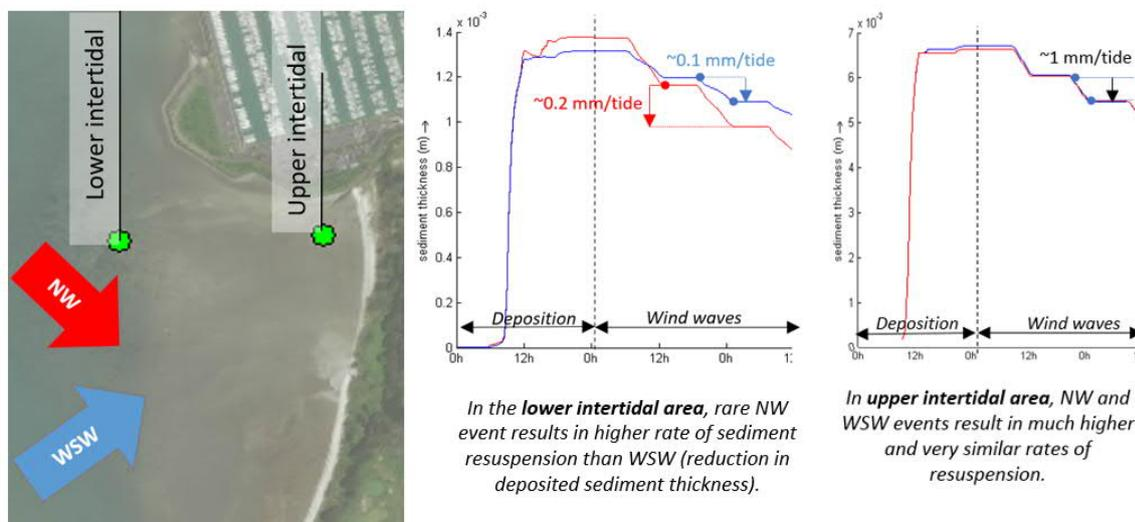 Lower intertidal
Upper intertidal
NW
WSW
x 10⁻³
1.6
1.4
1.2
1
0.8
0.6
0.4
0.2
0
sediment thickness (m) →
~0.1 mm/tide
~0.2 mm/tide
Deposition
Wind waves
0h
12h
0h
12h
0h
In the lower intertidal area, rare NW
event results in higher rate of sediment
resuspension than WSW (reduction in
deposited sediment thickness).
x 10⁻³
7
6
5
4
3
2
1
0
sediment thickness (m) →
~1 mm/tide
Deposition
Wind waves
0h
12h
0h
12h
0h
In upper intertidal area, NW and
WSW events result in much higher
and very similar rates of
resuspension.